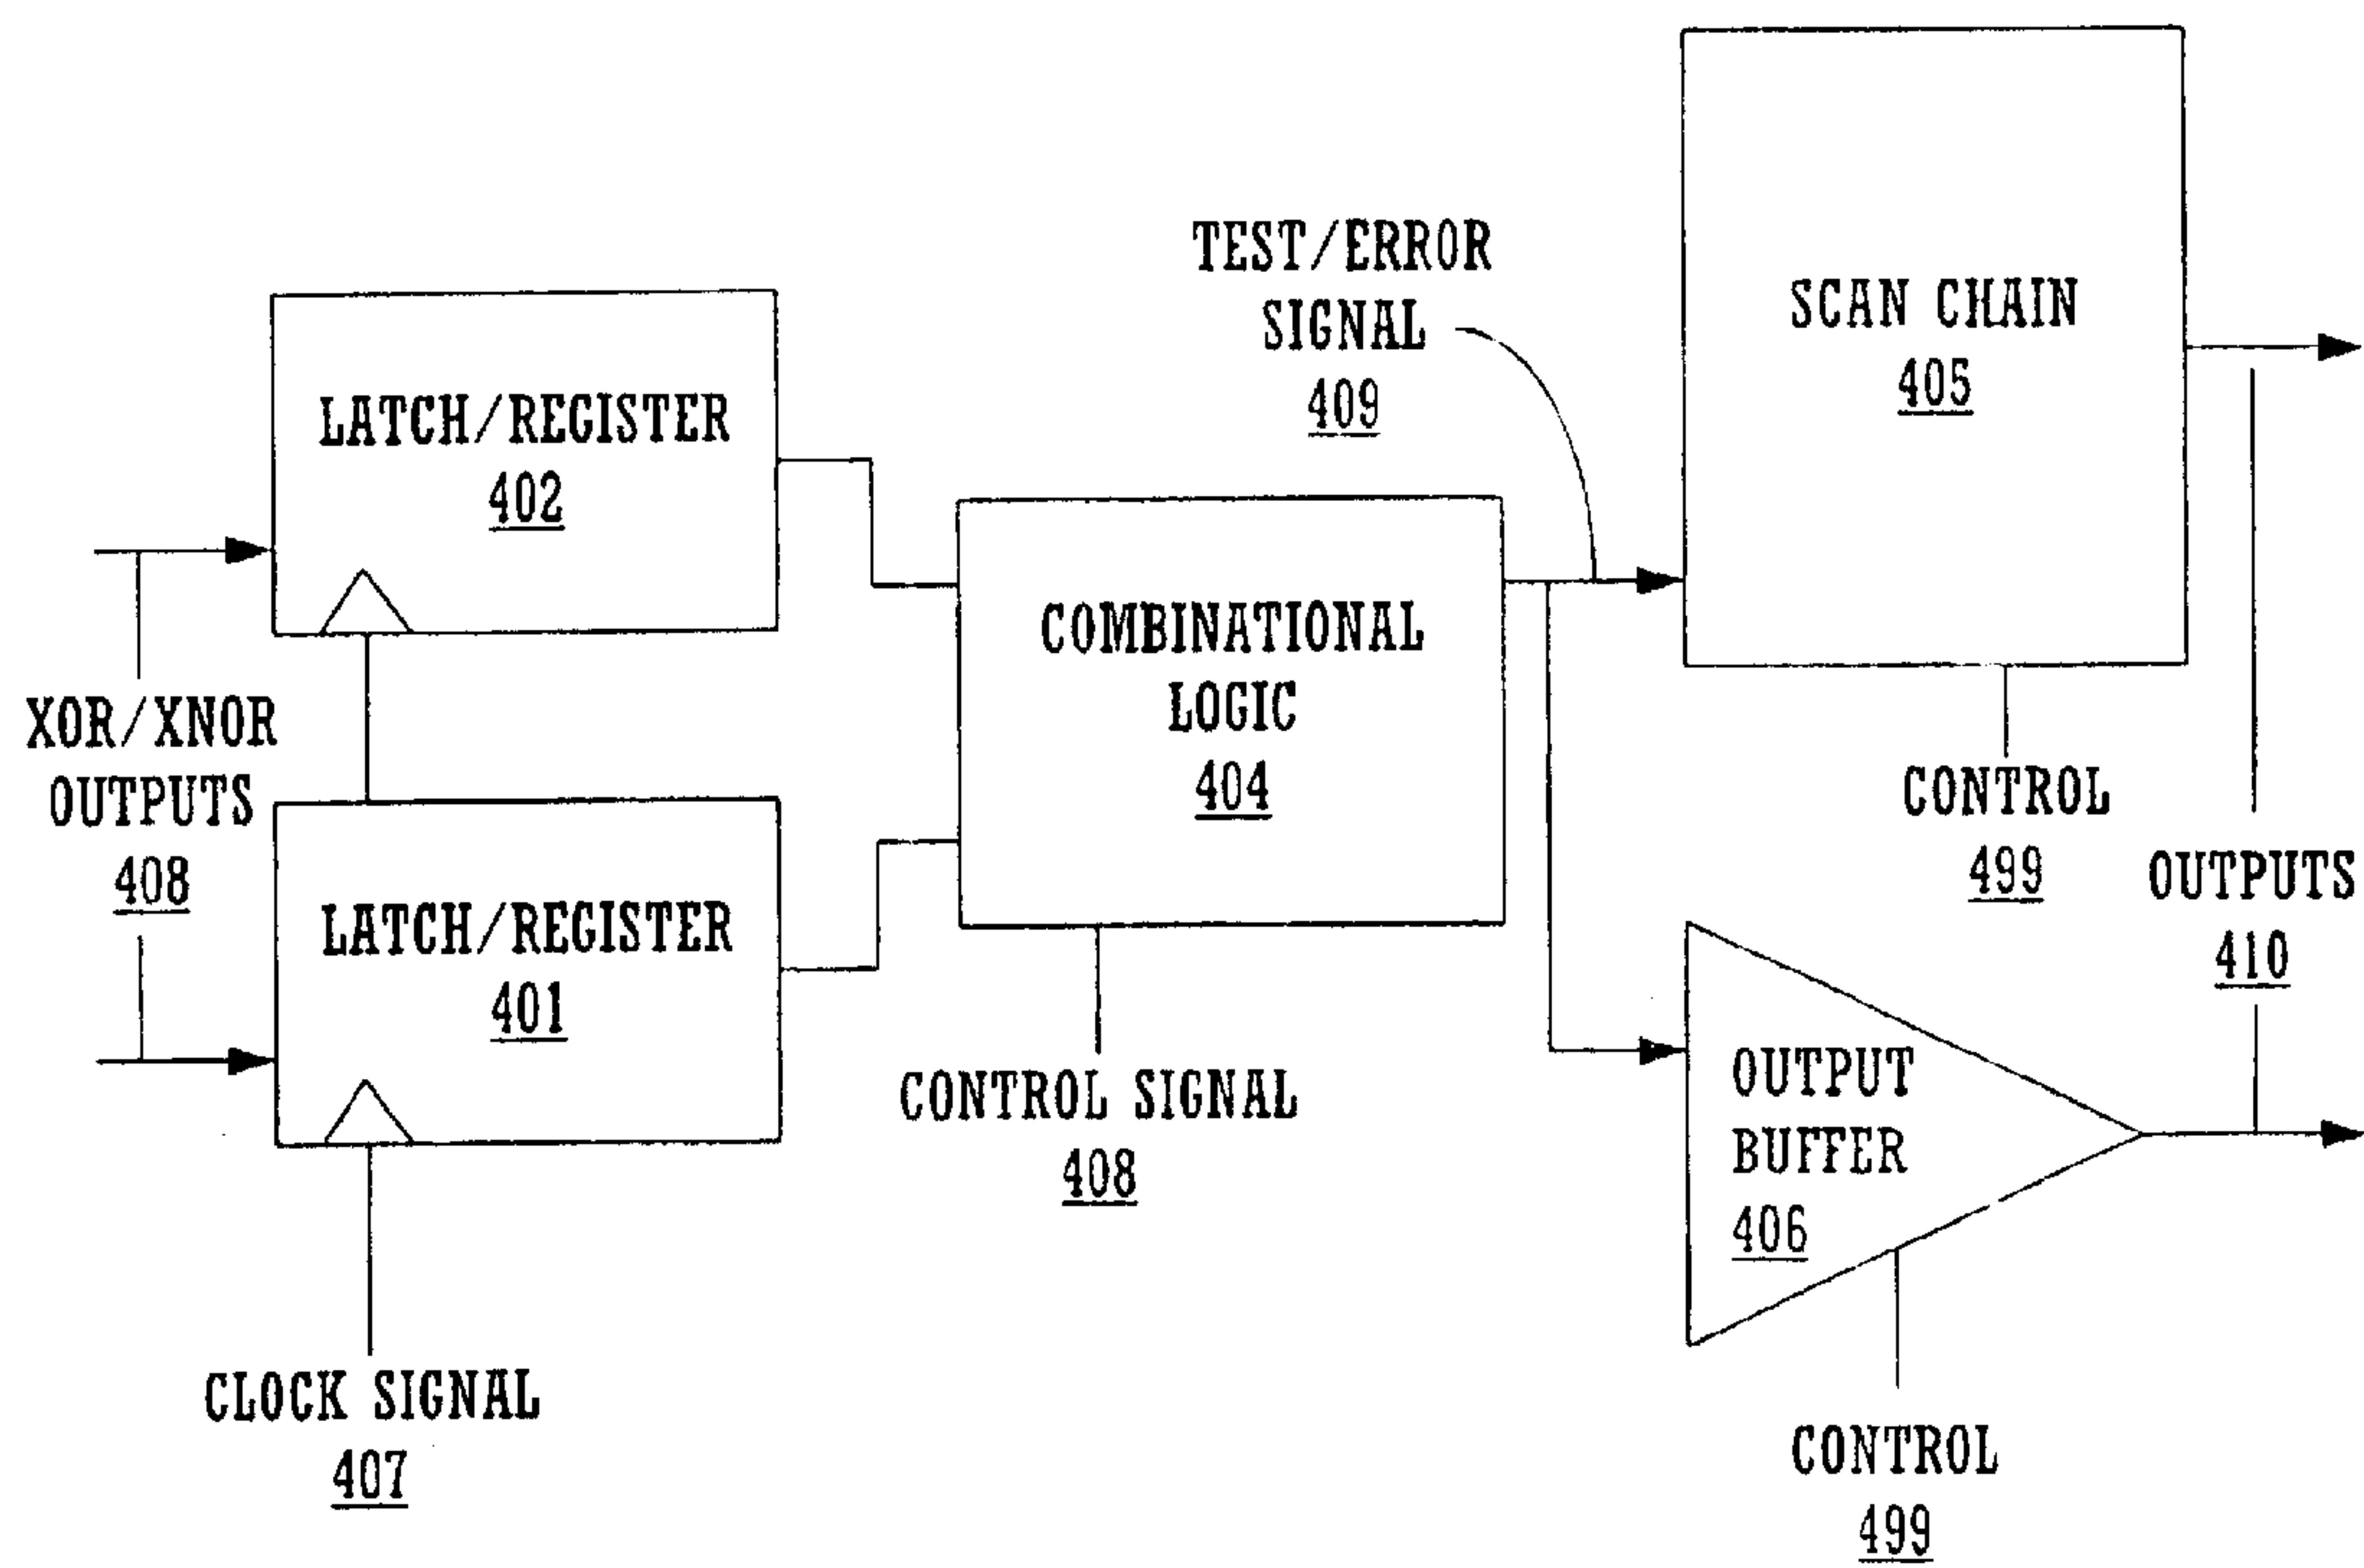 TEST/ERROR
SIGNAL
409
SCAN CHAIN
405
LATCH/REGISTER
402
COMBINATIONAL
LOGIC
404
XOR/XNOR
OUTPUTS
408
CONTROL
499
OUTPUTS
410
LATCH/REGISTER
401
CONTROL SIGNAL
408
OUTPUT
BUFFER
406
CLOCK SIGNAL
407
CONTROL
499